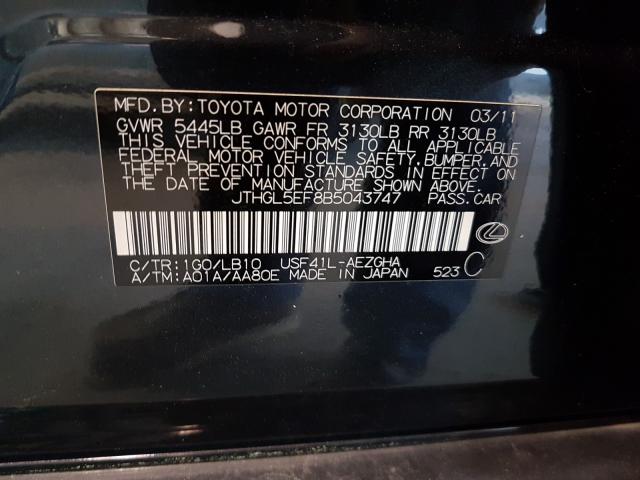 MFD. BY: TOYOTA MOTOR CORPORATION 03/11
GVWR 5445LB GAWR FR 3130LB RR 3130LB
THIS VEHICLE CONFORMS TO ALL APPLICABLE
FEDERAL MOTOR VEHICLE SAFETY, BUMPER, AND
THEFT PREVENTION STANDARDS IN EFFECT ON
THE DATE OF MANUFACTURE SHOWN ABOVE.
JTHGL5EF8B5043747 PASS. CAR
C/TR: 1G0/LB10 USF41L-AEZGHA
A/TM: A01A/AA80E MADE IN JAPAN 523 C